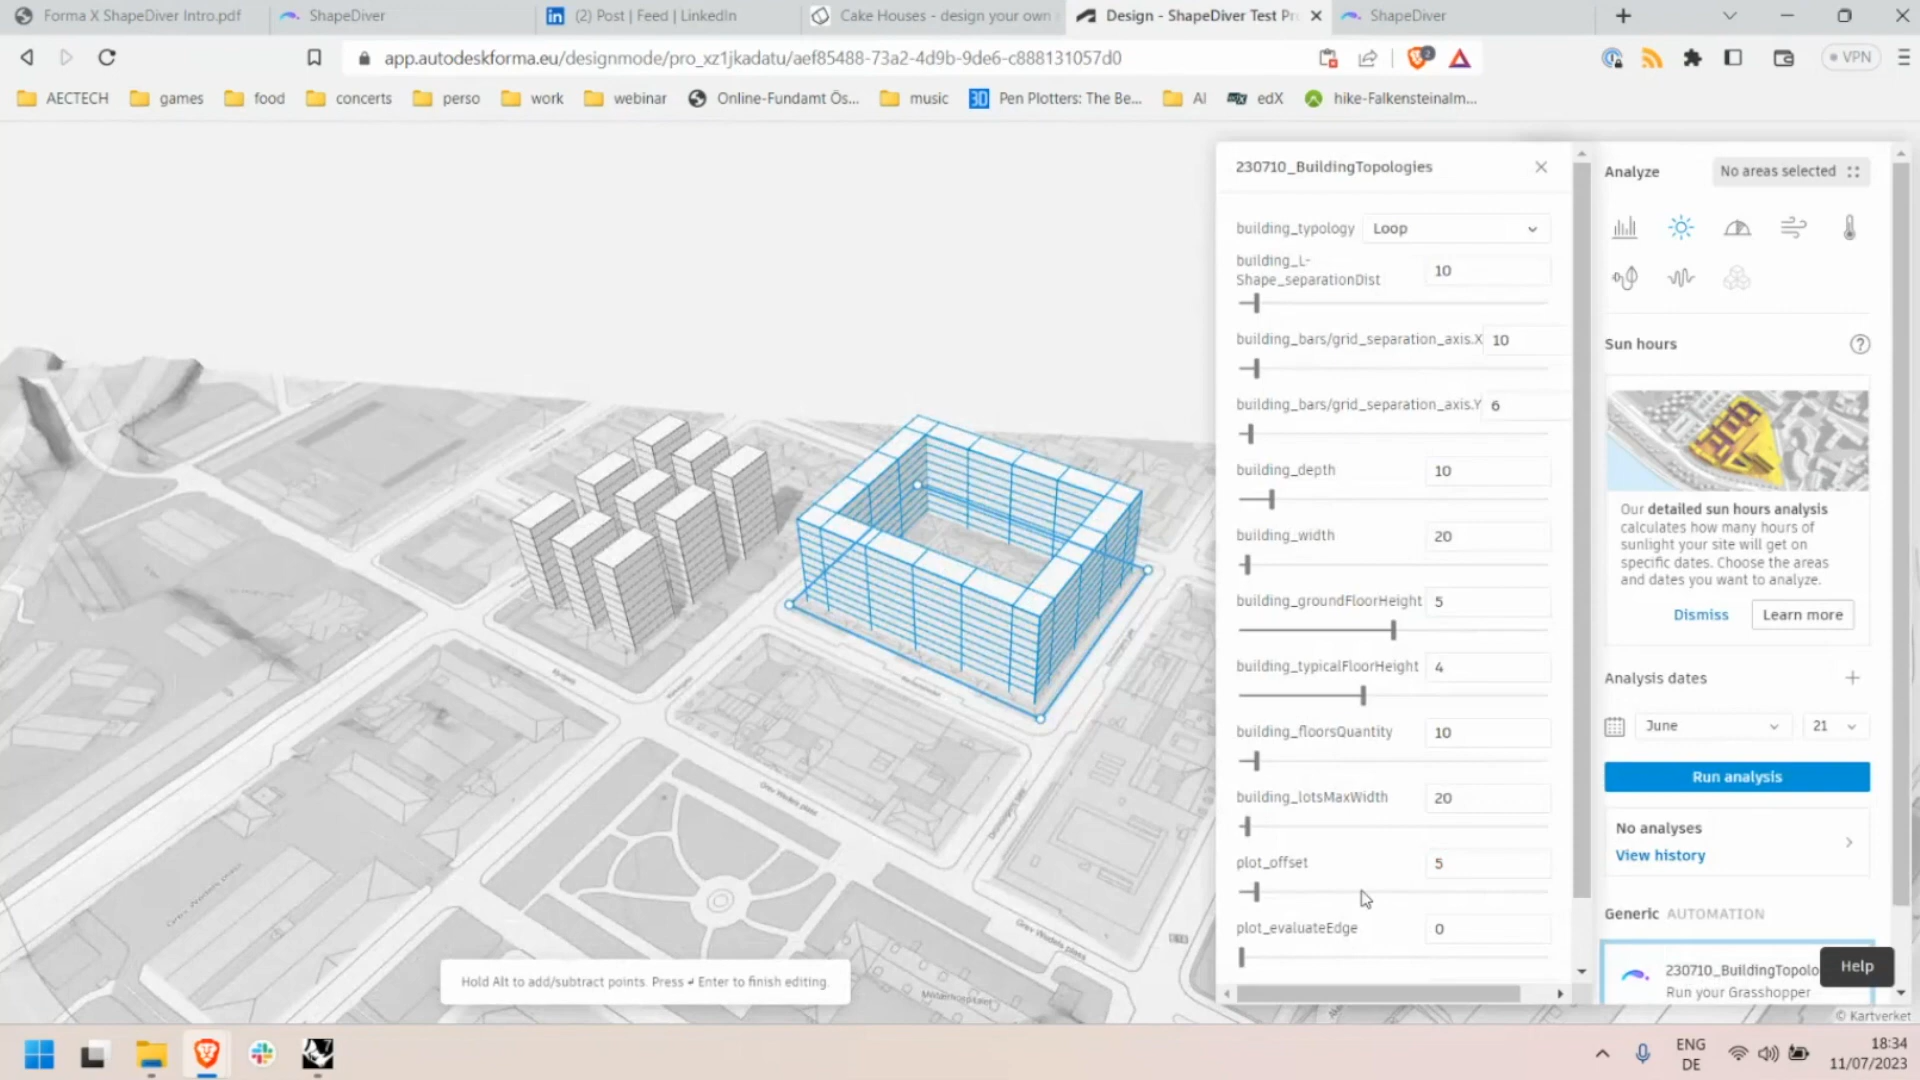 Forma X ShapeDiver Intro.pdf
ShapeDiver
(2) Post | Feed | LinkedIn
Cake Houses - design your own
Design - ShapeDiver Test Pr
ShapeDiver
app.autodeskforma.eu/designmode/pro_xz1jkadatu/aef85488-73a2-4d9b-9de6-c888131057d0
2
VPN
AECTECH
games
food
concerts
perso
work
webinar
Online-Fundamt Ös...
music
3D
Pen Plotters: The Be...
AI
edX
hike-Falkensteinalm...
230710_BuildingTopologies
building_typology
Loop
building_L-
Shape_separationDist
10
building_bars/grid_separation_axis.X
10
building_bars/grid_separation_axis.Y
6
building_depth
10
building_width
20
building_groundFloorHeight
5
building_typicalFloorHeight
4
building_floorsQuantity
10
building_lotsMaxWidth
20
plot_offset
5
plot_evaluateEdge
0
Analyze
No areas selected
Sun hours
?
Our detailed sun hours analysis
calculates how many hours of
sunlight your site will get on
specific dates. Choose the areas
and dates you want to analyze.
Dismiss
Learn more
Analysis dates
June
21
Run analysis
No analyses
View history
Generic AUTOMATION
230710_BuildingTopolo
Run your Grasshopper
Help
Hold Alt to add/subtract points. Press ↵ Enter to finish editing.
© Kartverket
ENG
DE
18:34
11/07/2023